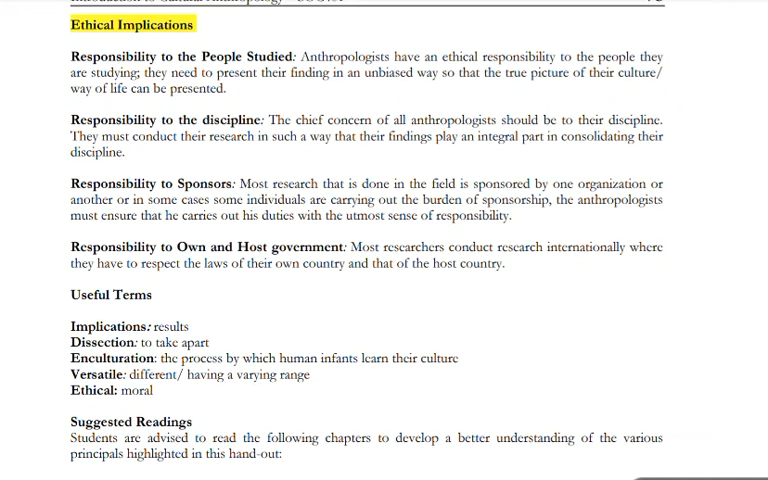 Ethical Implications
Responsibility to the People Studied: Anthropologists have an ethical responsibility to the people they
are studying; they need to present their finding in an unbiased way so that the true picture of their culture/
way of life can be presented.
Responsibility to the discipline: The chief concern of all anthropologists should be to their discipline.
They must conduct their research in such a way that their findings play an integral part in consolidating their
discipline.
Responsibility to Sponsors: Most research that is done in the field is sponsored by one organization or
another or in some cases some individuals are carrying out the burden of sponsorship, the anthropologists
must ensure that he carries out his duties with the utmost sense of responsibility.
Responsibility to Own and Host government: Most researchers conduct research internationally where
they have to respect the laws of their own country and that of the host country.
Useful Terms
Implications: results
Dissection: to take apart
Enculturation: the process by which human infants learn their culture
Versatile: different/ having a varying range
Ethical: moral
Suggested Readings
Students are advised to read the following chapters to develop a better understanding of the various
principals highlighted in this hand-out: